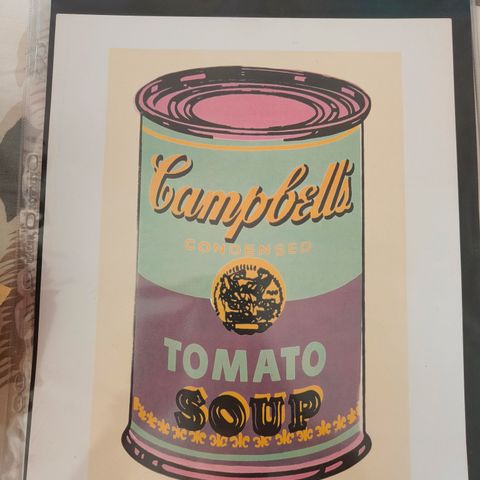 Campbell's
CONDENSED
TOMATO
SOUP